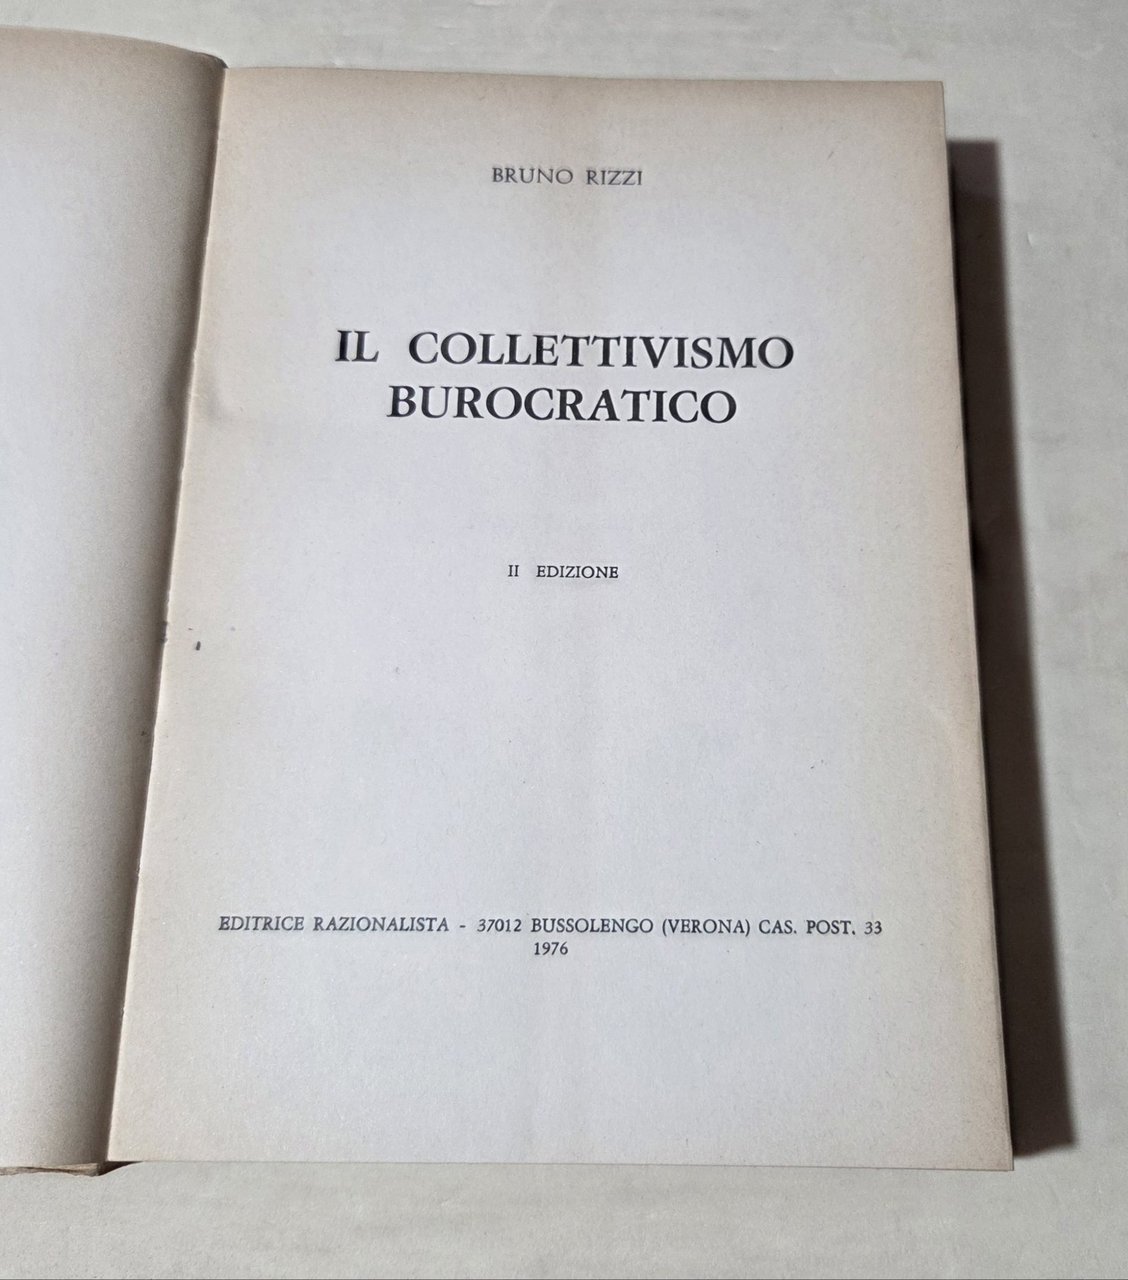 BRUNO RIZZI
IL COLLETTIVISMO
BUROCRATICO
II EDIZIONE
EDITRICE RAZIONALISTA - 37012 BUSSOLENGO (VERONA) CAS. POST. 33
1976